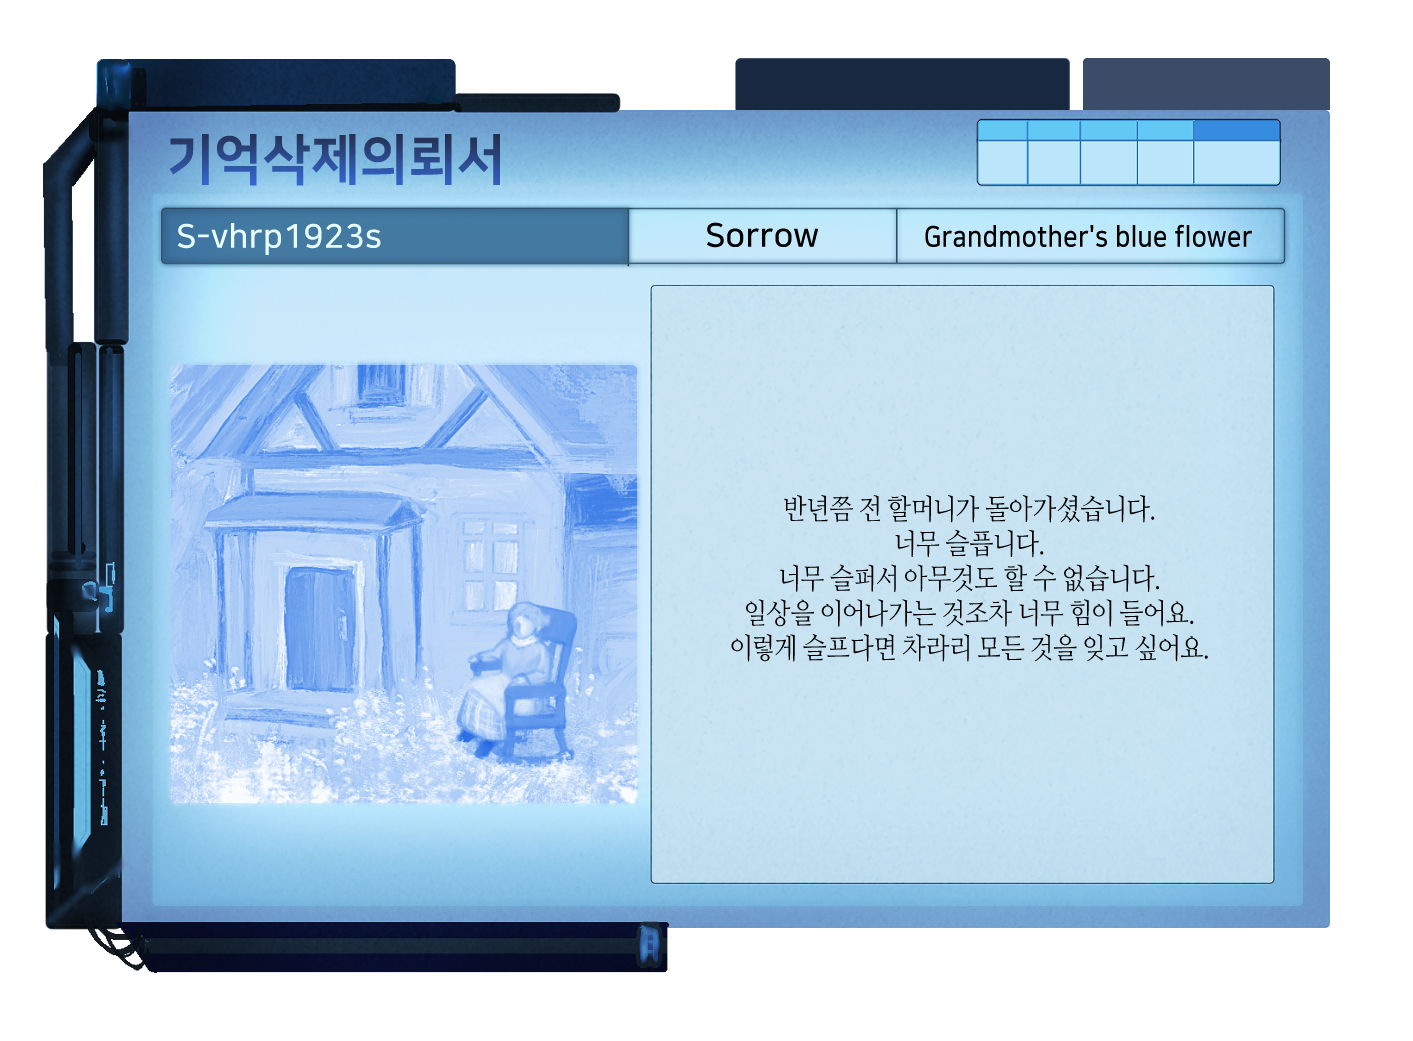 기억삭제의뢰서
S-vhrp1923s
Sorrow
Grandmother's blue flower
반년쯤 전 할머니가 돌아가셨습니다.
너무 슬픕니다.
너무 슬퍼서 아무것도 할 수 없습니다.
일상을 이어나가는 것조차 너무 힘이 들어요.
이렇게 슬프다면 차라리 모든 것을 잊고 싶어요.